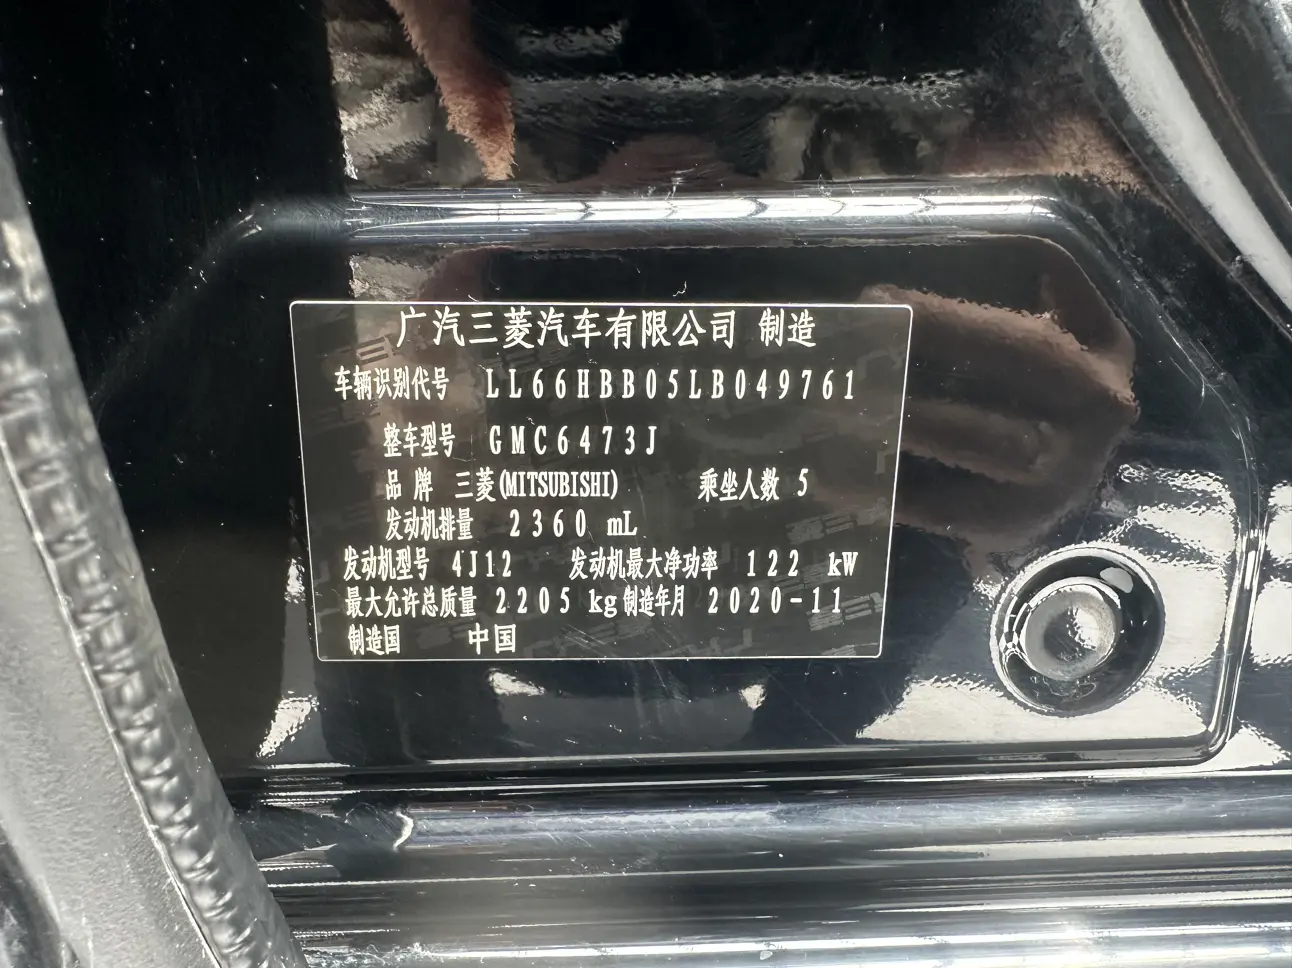 广汽三菱汽车有限公司 制造
车辆识别代号 LL66HBB05LB049761
整车型号 GMC6473J
品牌 三菱(MITSUBISHI) 乘坐人数 5
发动机排量 2360 mL
发动机型号 4J12 发动机最大净功率 122 kW
最大允许总质量 2205 kg 制造年月 2020-11
制造国 中国